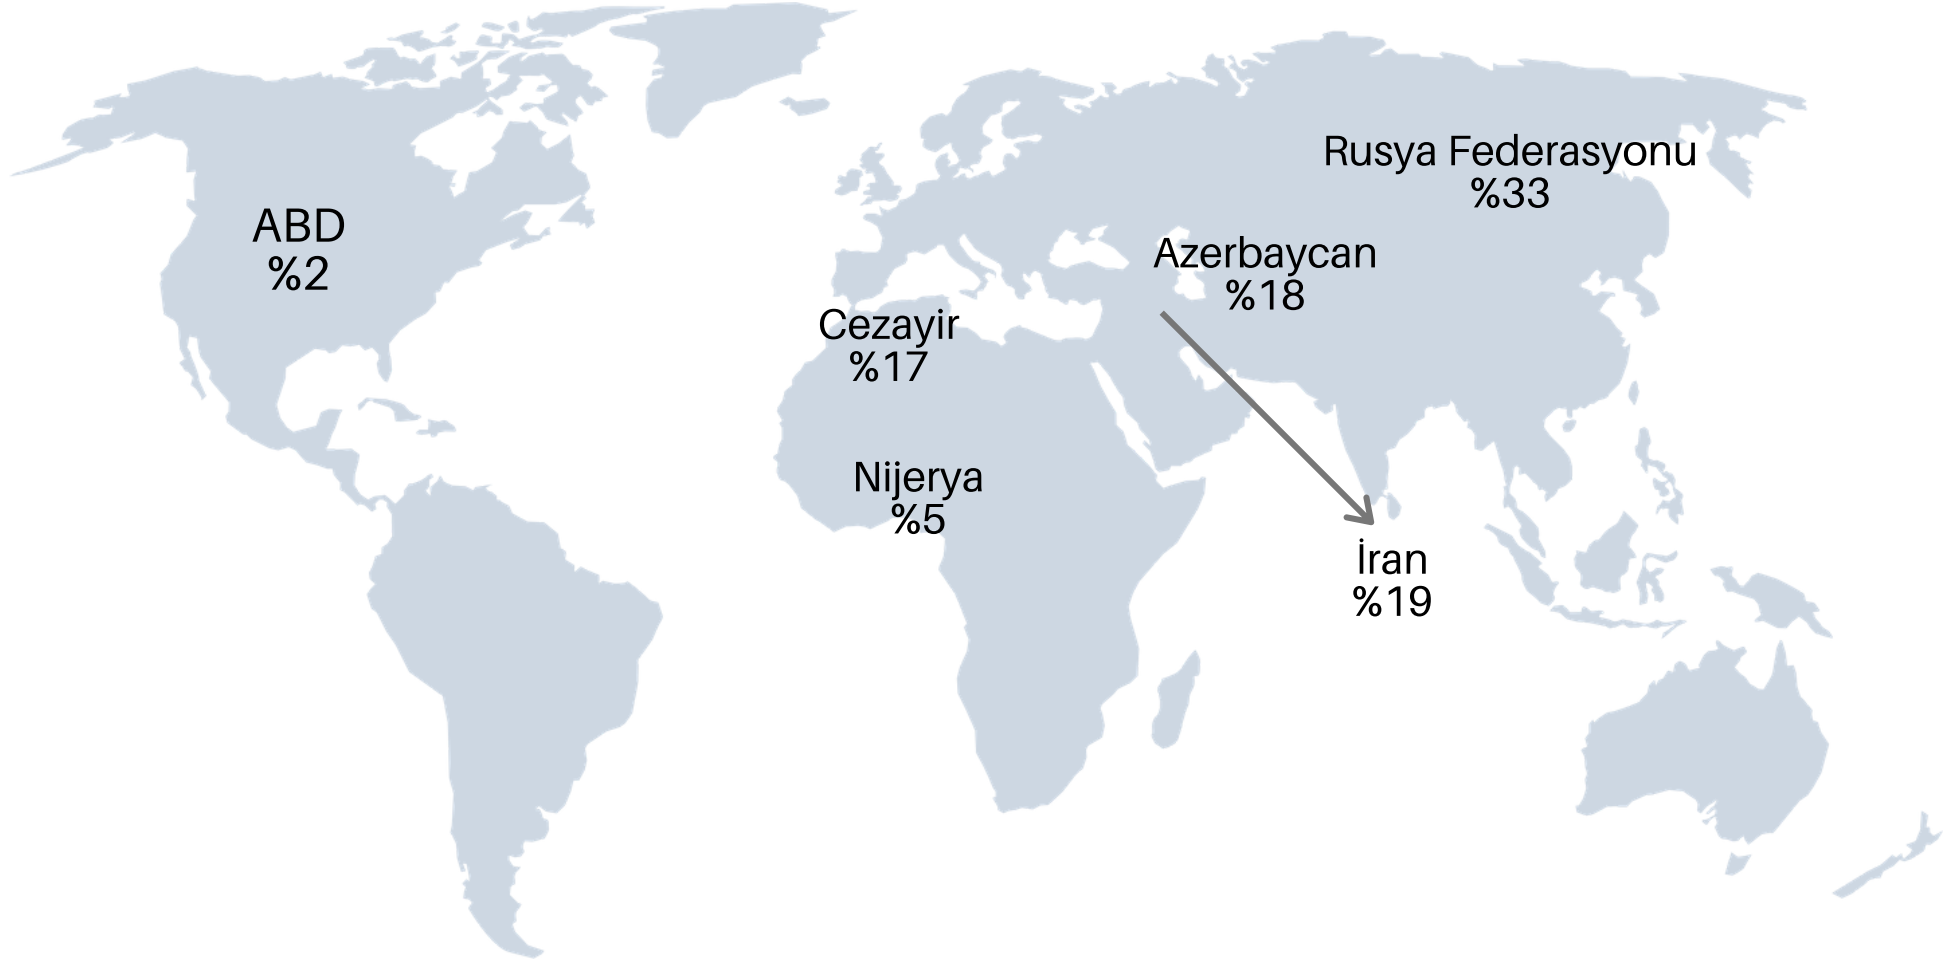 Rusya Federasyonu
%33
ABD
%2
Azerbaycan
%18
Cezayir
%17
Nijerya
%5
İran
%19